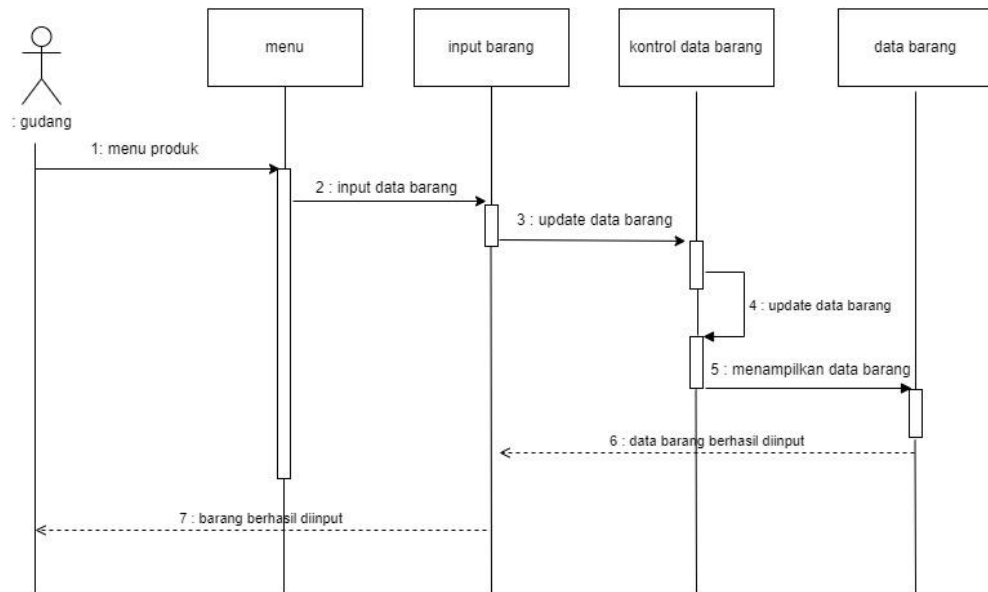 menu
input barang
kontrol data barang
data barang
: gudang
1: menu produk
2 : input data barang
3 : update data barang
4 : update data barang
5 : menampilkan data barang
6 : data barang berhasil diinput
7 : barang berhasil diinput